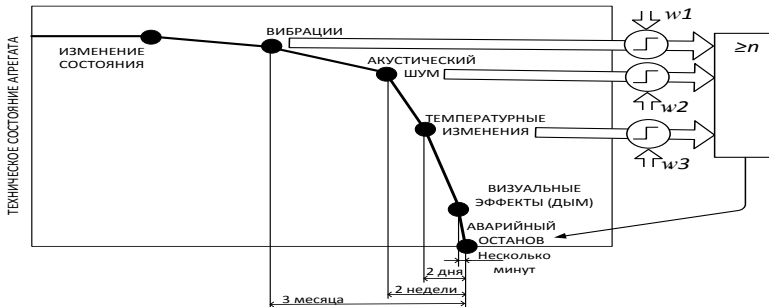 ТЕХНИЧЕСКОЕ СОСТОЯНИЕ АГРЕГАТА
ИЗМЕНЕНИЕ
СОСТОЯНИЯ
ВИБРАЦИИ
АКУСТИЧЕСКИЙ
ШУМ
ТЕМПЕРАТУРНЫЕ
ИЗМЕНЕНИЯ
ВИЗУАЛЬНЫЕ
ЭФФЕКТЫ (ДЫМ)
АВАРИЙНЫЙ
ОСТАНОВ
Несколько
минут
2 дня
2 недели
3 месяца
w1
w2
w3
≥n